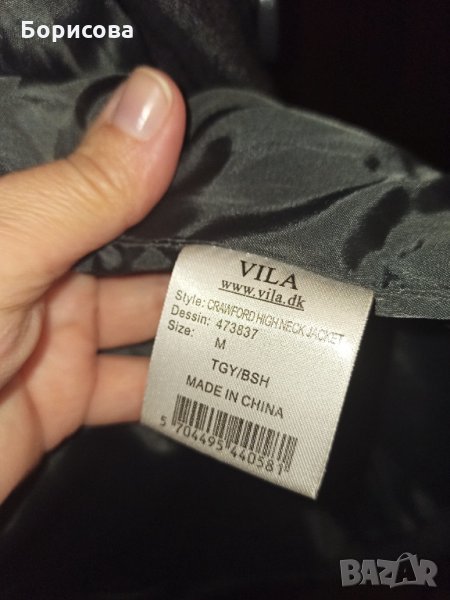 Борисова
VILA
www.vila.dk
Style: CRAWFORD HIGH NECK JACKET
Dessin: 473837
Size: M
TGY/BSH
MADE IN CHINA
5 704495 440581
BAZAR